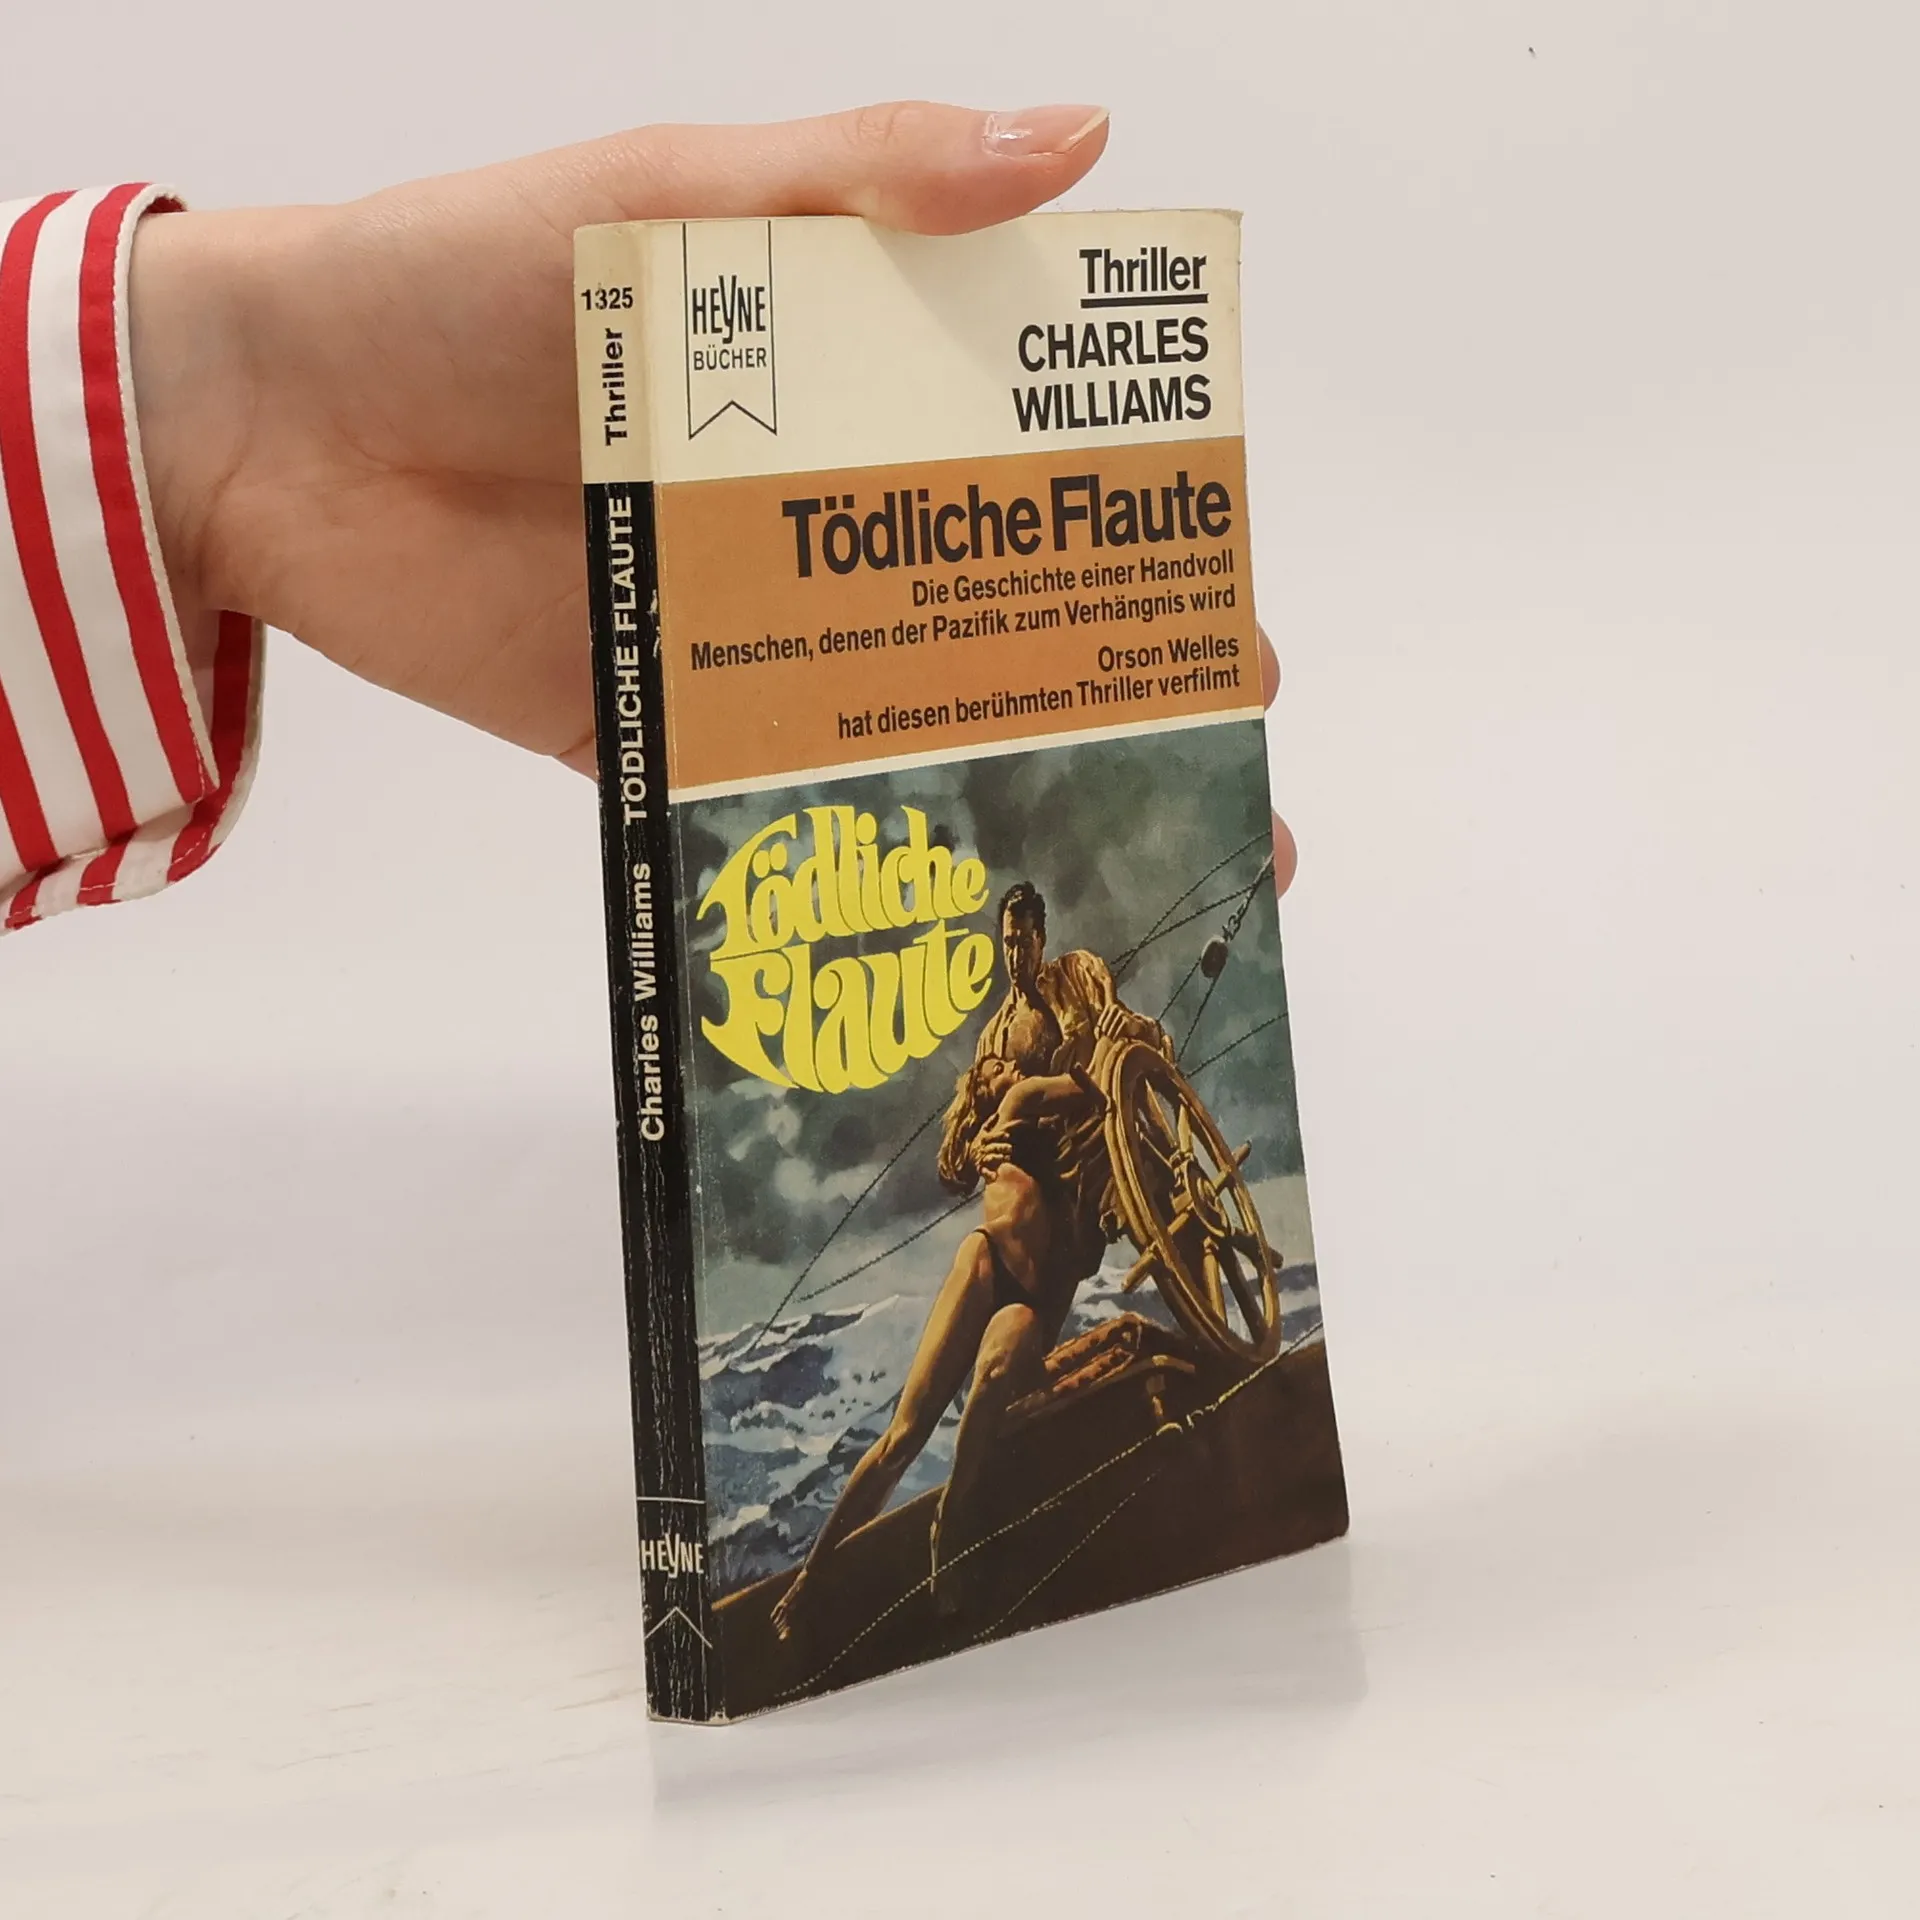 1325
Thriller
TÖDLICHE FLAUTE
Charles Williams
HEYNE
HEYNE
BÜCHER
Thriller
CHARLES
WILLIAMS
Tödliche Flaute
Die Geschichte einer Handvoll
Menschen, denen der Pazifik zum Verhängnis wird
Orson Welles
hat diesen berühmten Thriller verfilmt
Tödliche
Flaute